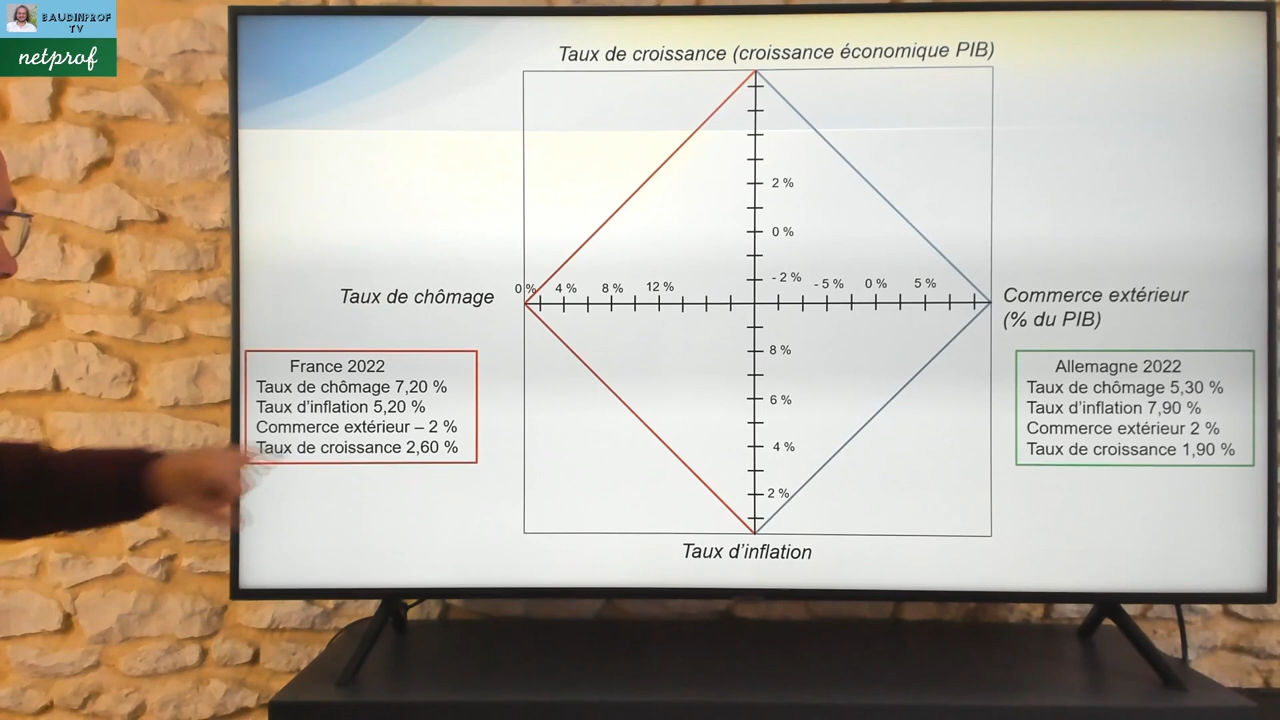 BAUDINPROF
TV
netprof
Taux de croissance (croissance économique PIB)
2 %
0 %
- 2 %
0 % 4 % 8 % 12 %
- 5 % 0 % 5 %
Taux de chômage
Commerce extérieur
(% du PIB)
8 %
6 %
4 %
2 %
Taux d'inflation
France 2022
Taux de chômage 7,20 %
Taux d'inflation 5,20 %
Commerce extérieur – 2 %
Taux de croissance 2,60 %
Allemagne 2022
Taux de chômage 5,30 %
Taux d'inflation 7,90 %
Commerce extérieur 2 %
Taux de croissance 1,90 %